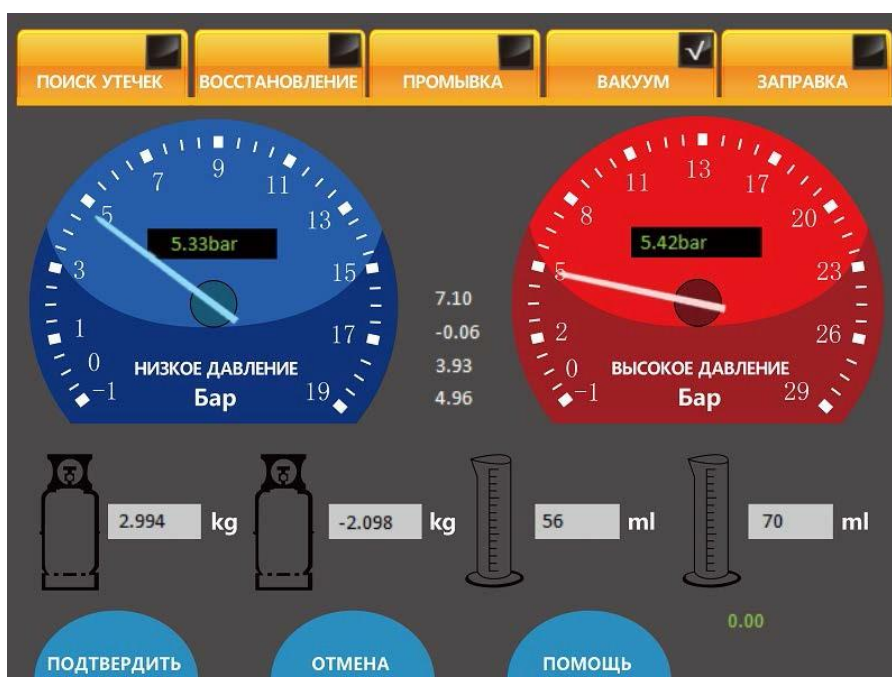 ПОИСК УТЕЧЕК
ВОССТАНОВЛЕНИЕ
ПРОМЫВКА
√
ВАКУУМ
ЗАПРАВКА
-1
0
1
3
5
7
9
11
13
15
17
19
5.33bar
НИЗКОЕ ДАВЛЕНИЕ
Бар
7.10
-0.06
3.93
4.96
-1
0
2
5
8
11
13
17
20
23
26
29
5.42bar
ВЫСОКОЕ ДАВЛЕНИЕ
Бар
2.994 kg
-2.098 kg
56 ml
70 ml
0.00
ПОДТВЕРДИТЬ
ОТМЕНА
ПОМОЩЬ